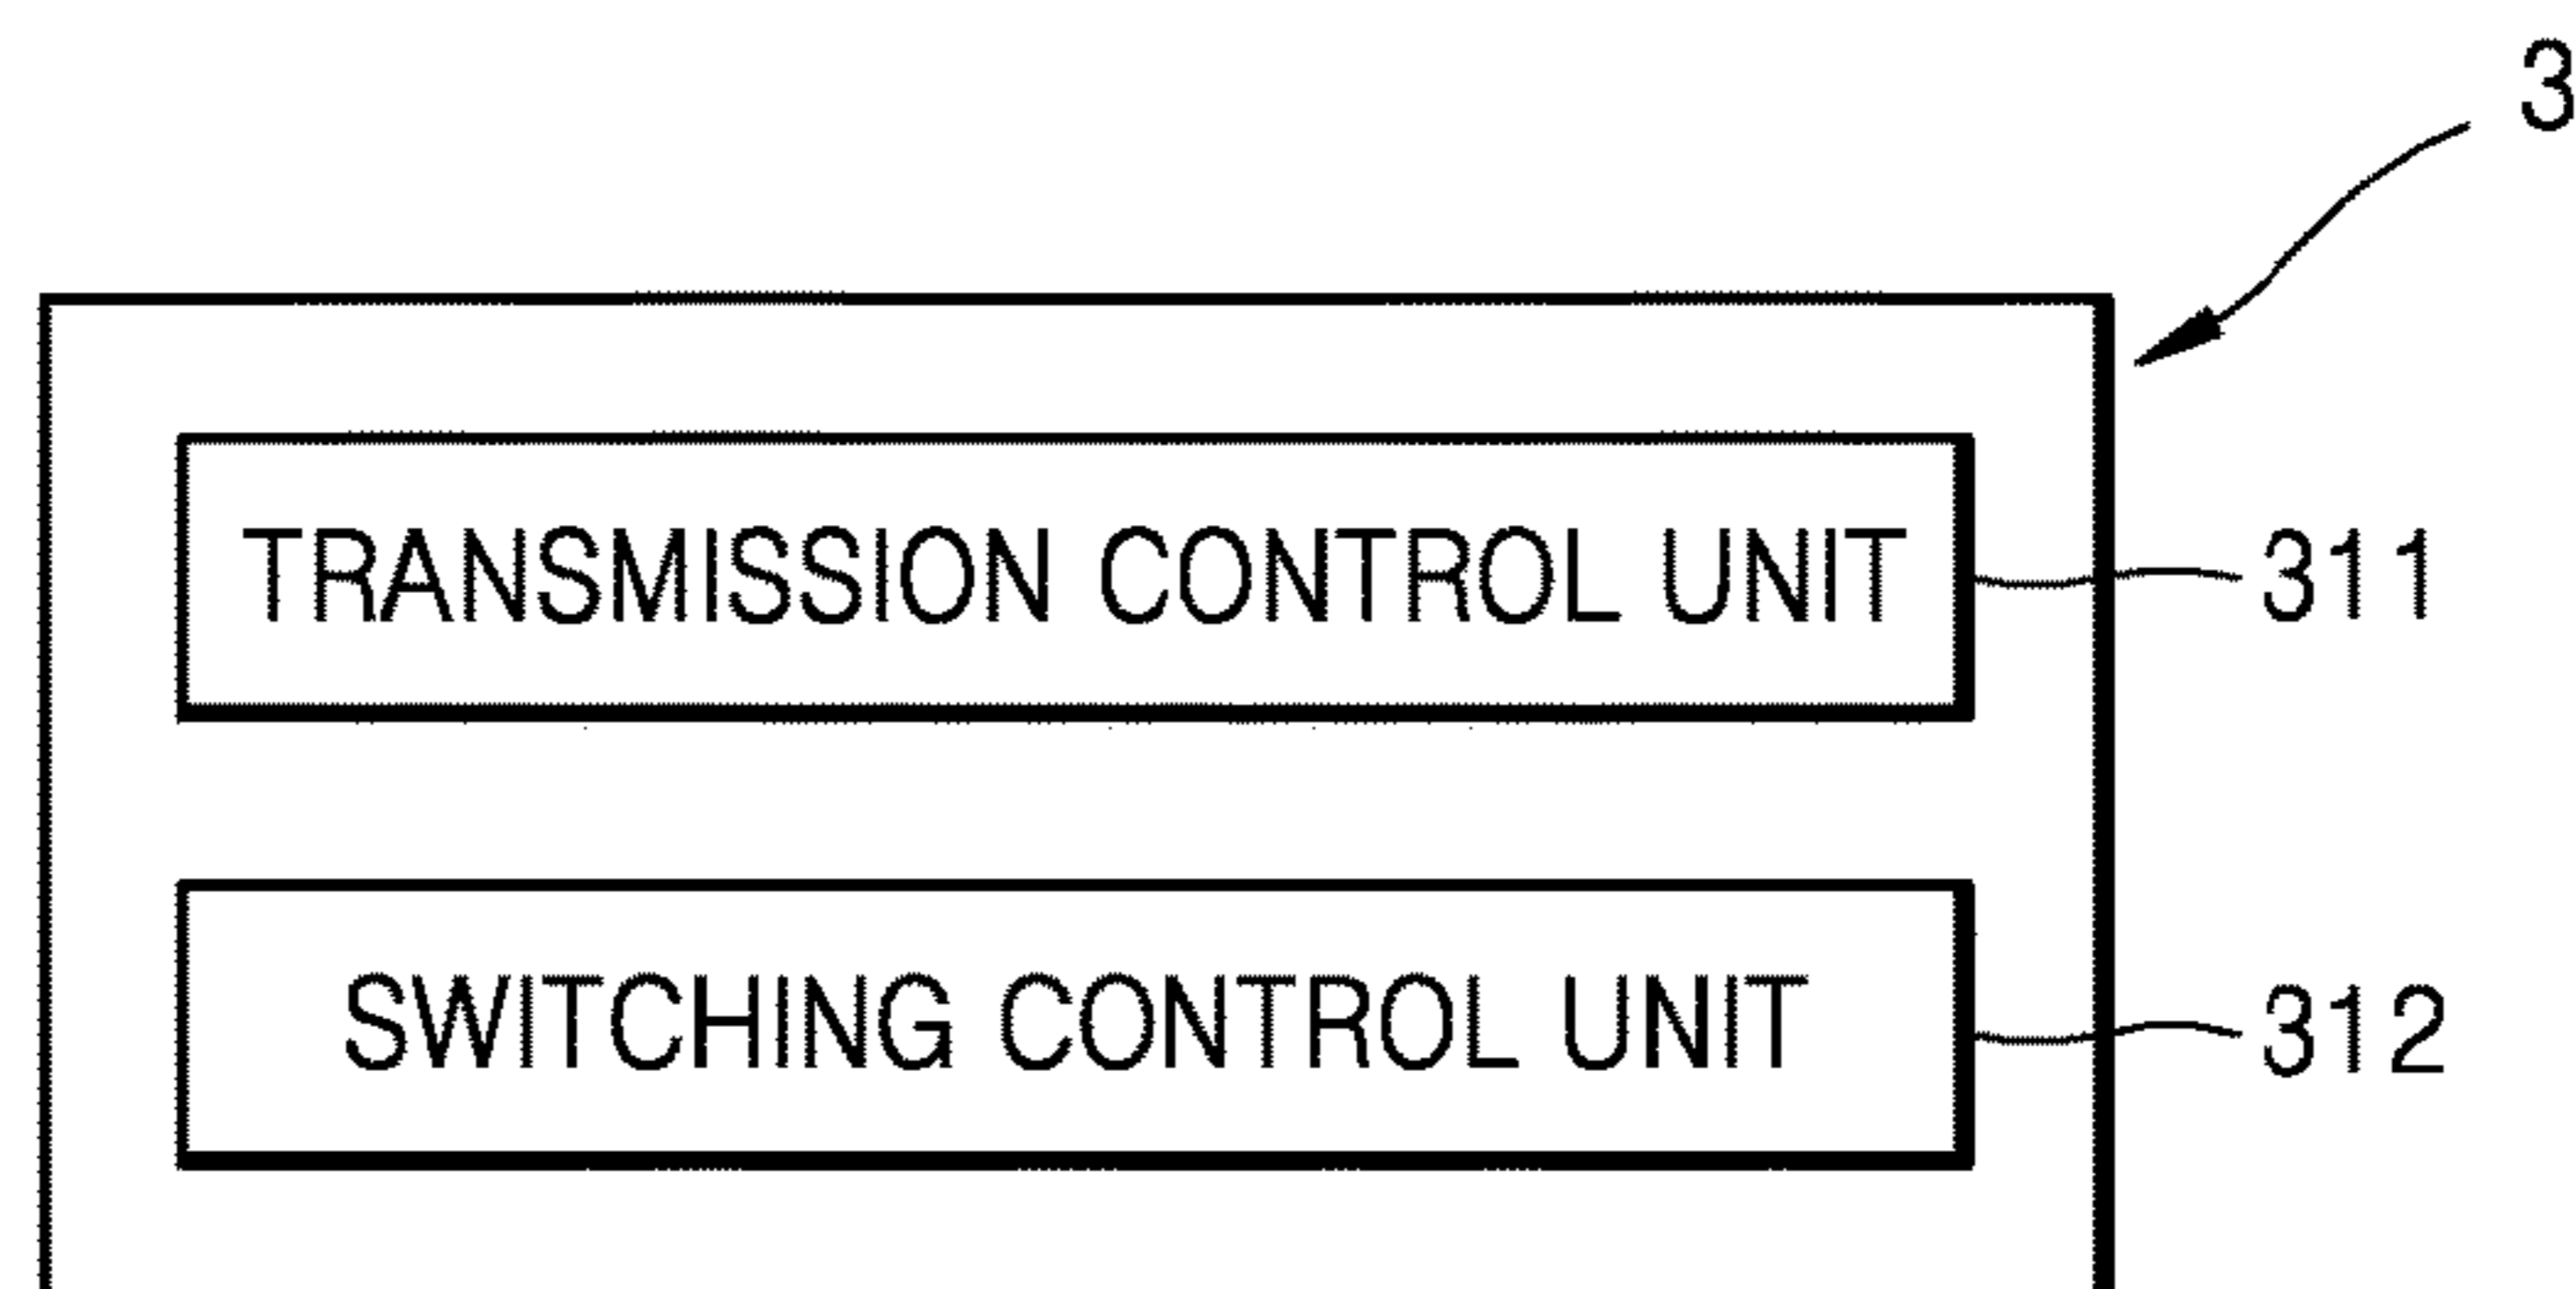 3
TRANSMISSION CONTROL UNIT
311
SWITCHING CONTROL UNIT
312